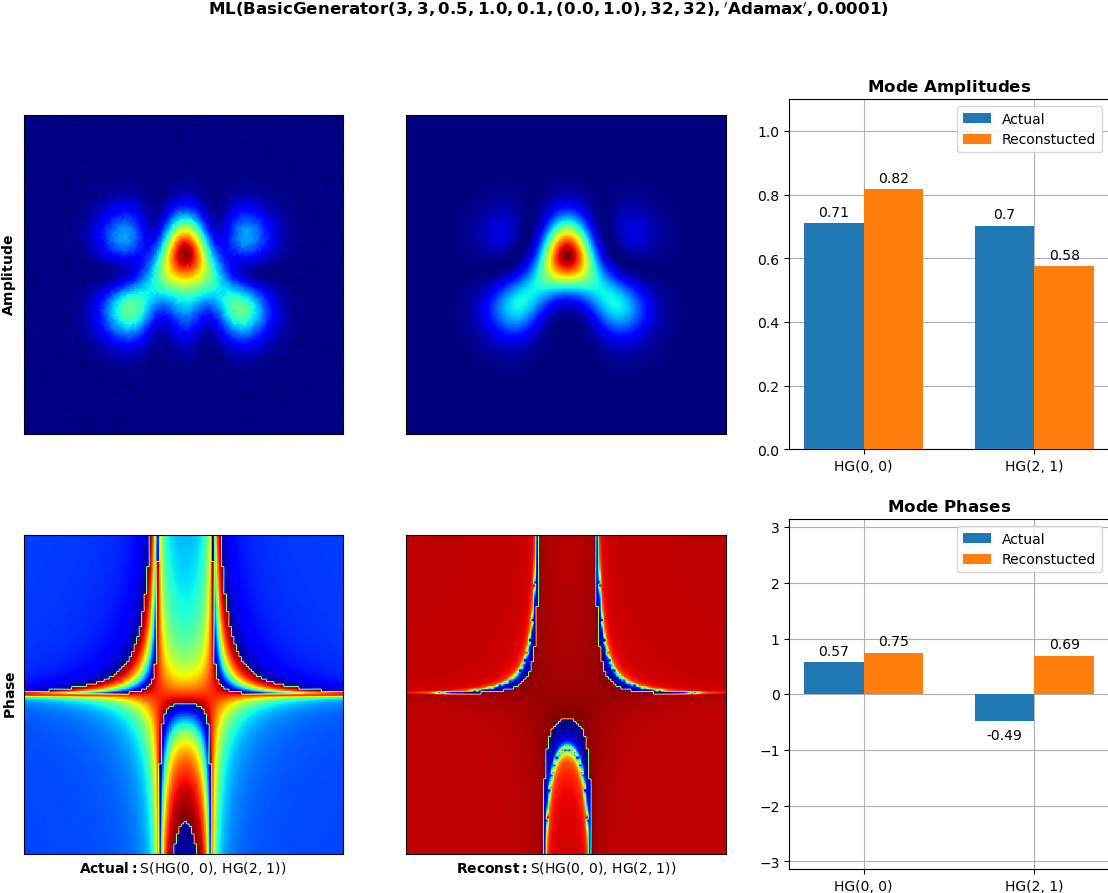 ML(BasicGenerator(3, 3, 0.5, 1.0, 0.1, (0.0, 1.0), 32, 32), ′Adamax′, 0.0001)
Amplitude
Mode Amplitudes
Actual
Reconstucted
1.0
0.8
0.6
0.4
0.2
0.0
0.71
0.82
0.7
0.58
HG(0, 0)
HG(2, 1)
Phase
Actual: S(HG(0, 0), HG(2, 1))
Reconst: S(HG(0, 0), HG(2, 1))
Mode Phases
Actual
Reconstucted
3
2
1
0
−1
−2
−3
0.57
0.75
-0.49
0.69
HG(0, 0)
HG(2, 1)